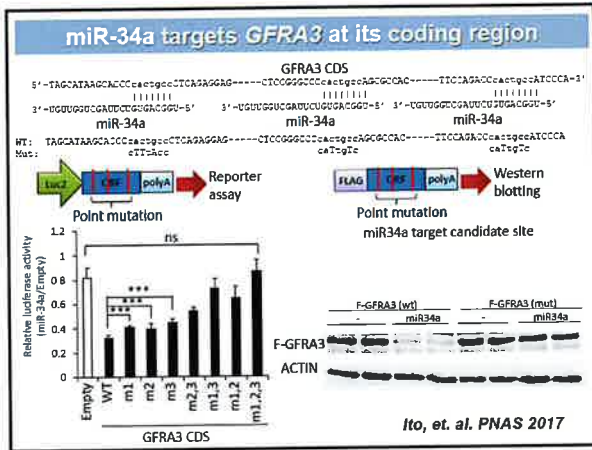 miR-34a targets GFRA3 at its coding region
GFRA3 CDS
5'-TAGCATAAGCACCCcactgccCTCAGAGGAG------CTCCGGGCCCcactgccAGCGCCAC-----TTCCAGACCcactgccATCCCA-3'
3'-UGUUGGUCGAUUCUGUGACGGU-5' 3'-UGUUGGUCGAUUCUGUGACGGU-5' 3'-UGUUGGUCGAUUCUGUGACGGU-5'
miR-34a miR-34a miR-34a
WT: TAGCATAAGCACCCcactgccCTCAGAGGAG------CTCCGGGCCCcactgccAGCGCCAC-----TTCCAGACCcactgccATCCCA
Mut: cTTtAcc caTtgTc caTtgTc
Luc2 ORF polyA Reporter assay
Point mutation
FLAG ORF polyA Western blotting
Point mutation
miR34a target candidate site
Relative luciferase activity
(miR-34a/Empty)
ns
***
***
***
1.2
1
0.8
0.6
0.4
0.2
0
Empty WT m1 m2 m3 m2,3 m1,3 m1,2 m1,2,3
GFRA3 CDS
F-GFRA3 (wt) F-GFRA3 (mut)
- miR34a - miR34a
F-GFRA3
ACTIN
Ito, et. al. PNAS 2017